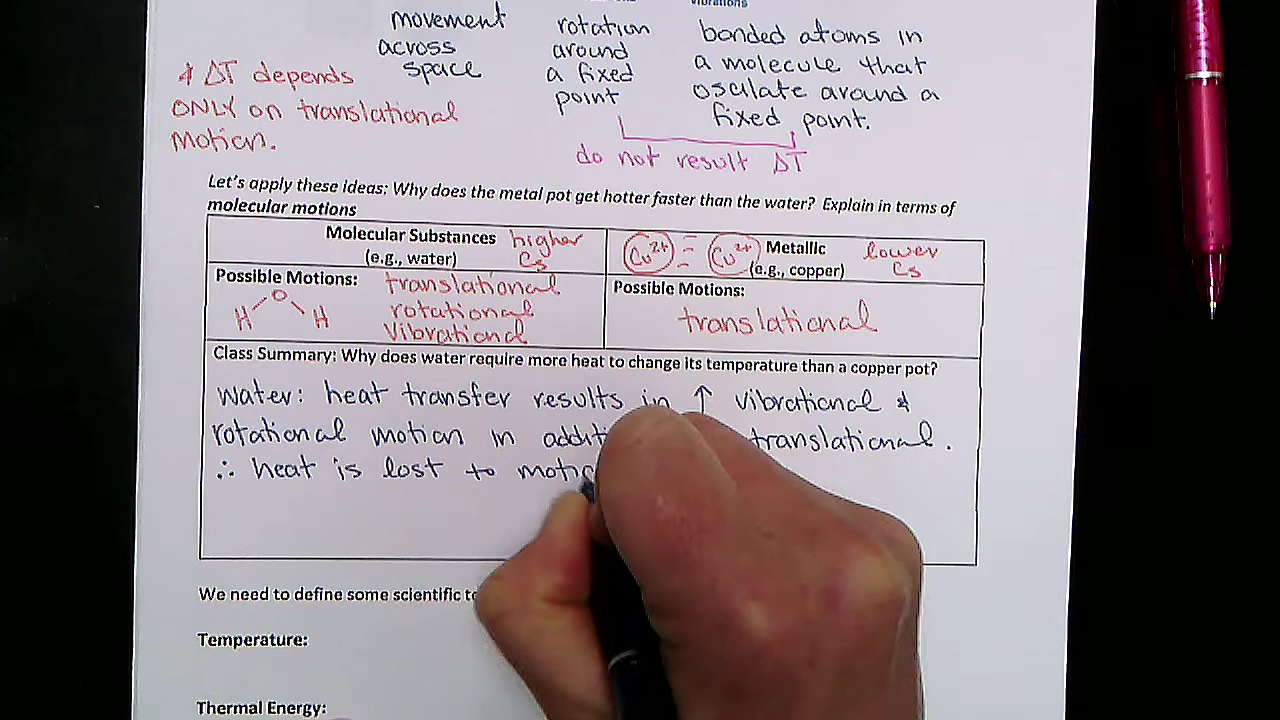 vibrations
movement across space
rotation around a fixed point
bonded atoms in a molecule that osculate around a fixed point.
& ΔT depends
ONLY on translational
motion.
do not result ΔT
Let's apply these ideas: Why does the metal pot get hotter faster than the water? Explain in terms of
molecular motions
Molecular Substances higher
(e.g., water) Cs
Cu2+ Cu2+ Metallic lower
(e.g., copper) Cs
Possible Motions: translational
H O H rotational
Vibrational
Possible Motions:
translational
Class Summary: Why does water require more heat to change its temperature than a copper pot?
Water: heat transfer results in ↑ vibrational &
rotational motion in translational.
∴ heat is lost to
We need to define some scientific
Temperature:
Thermal Energy: